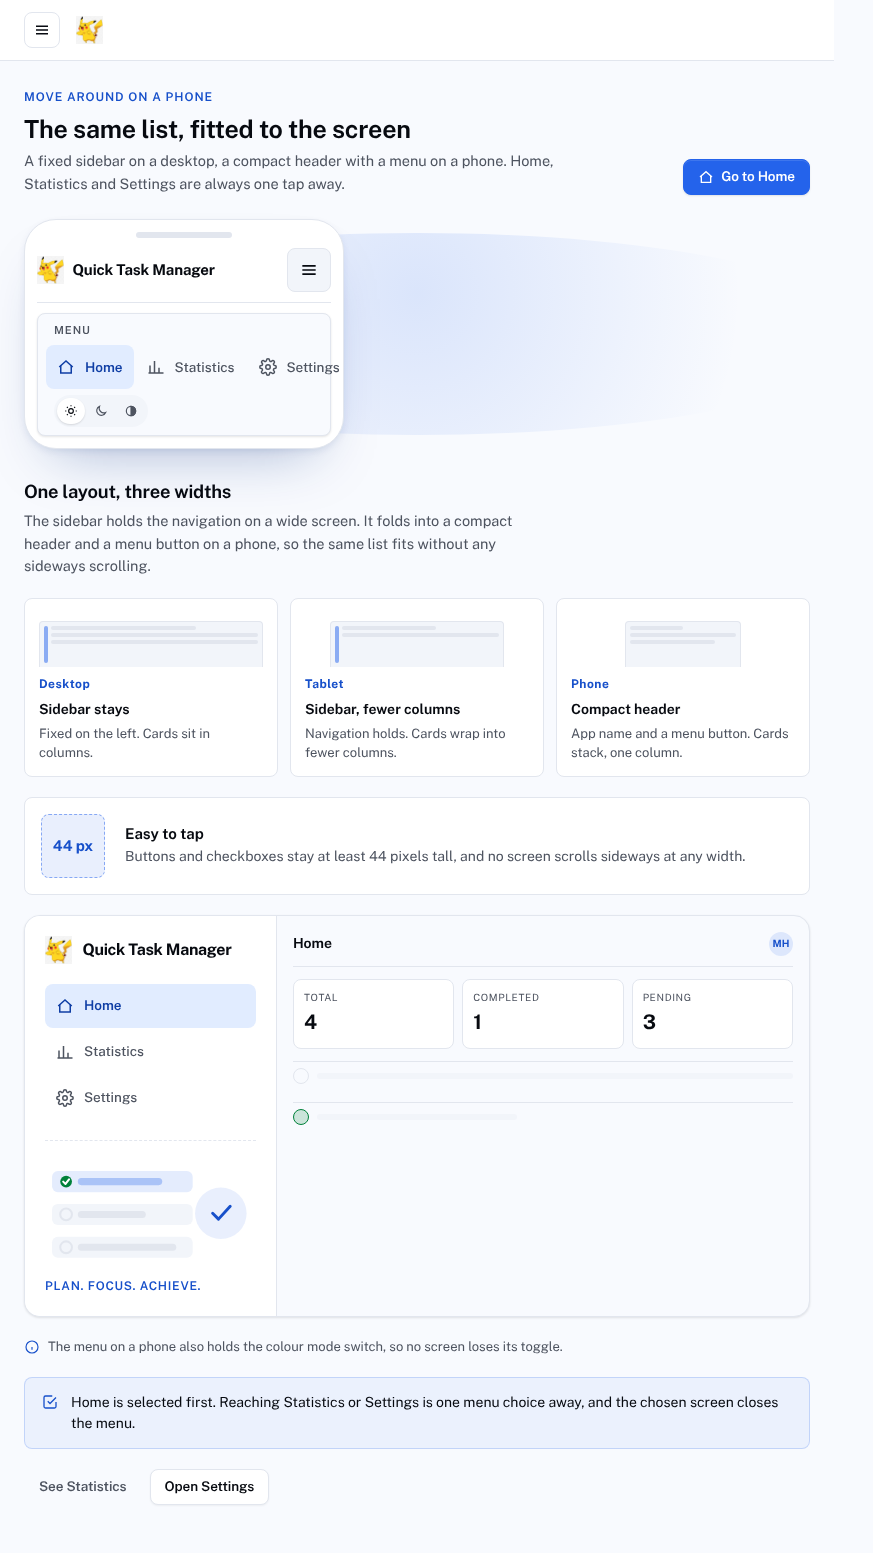 MOVE AROUND ON A PHONE
The same list, fitted to the screen
A fixed sidebar on a desktop, a compact header with a menu on a phone. Home,
Statistics and Settings are always one tap away.
Go to Home
Quick Task Manager
MENU
Home
Statistics
Settings
One layout, three widths
The sidebar holds the navigation on a wide screen. It folds into a compact
header and a menu button on a phone, so the same list fits without any
sideways scrolling.
Desktop
Sidebar stays
Fixed on the left. Cards sit in
columns.
Tablet
Sidebar, fewer columns
Navigation holds. Cards wrap into
fewer columns.
Phone
Compact header
App name and a menu button. Cards
stack, one column.
44 px
Easy to tap
Buttons and checkboxes stay at least 44 pixels tall, and no screen scrolls sideways at any width.
Quick Task Manager
Home
Statistics
Settings
PLAN. FOCUS. ACHIEVE.
Home
MH
TOTAL
4
COMPLETED
1
PENDING
3
The menu on a phone also holds the colour mode switch, so no screen loses its toggle.
Home is selected first. Reaching Statistics or Settings is one menu choice away, and the chosen screen closes
the menu.
See Statistics
Open Settings